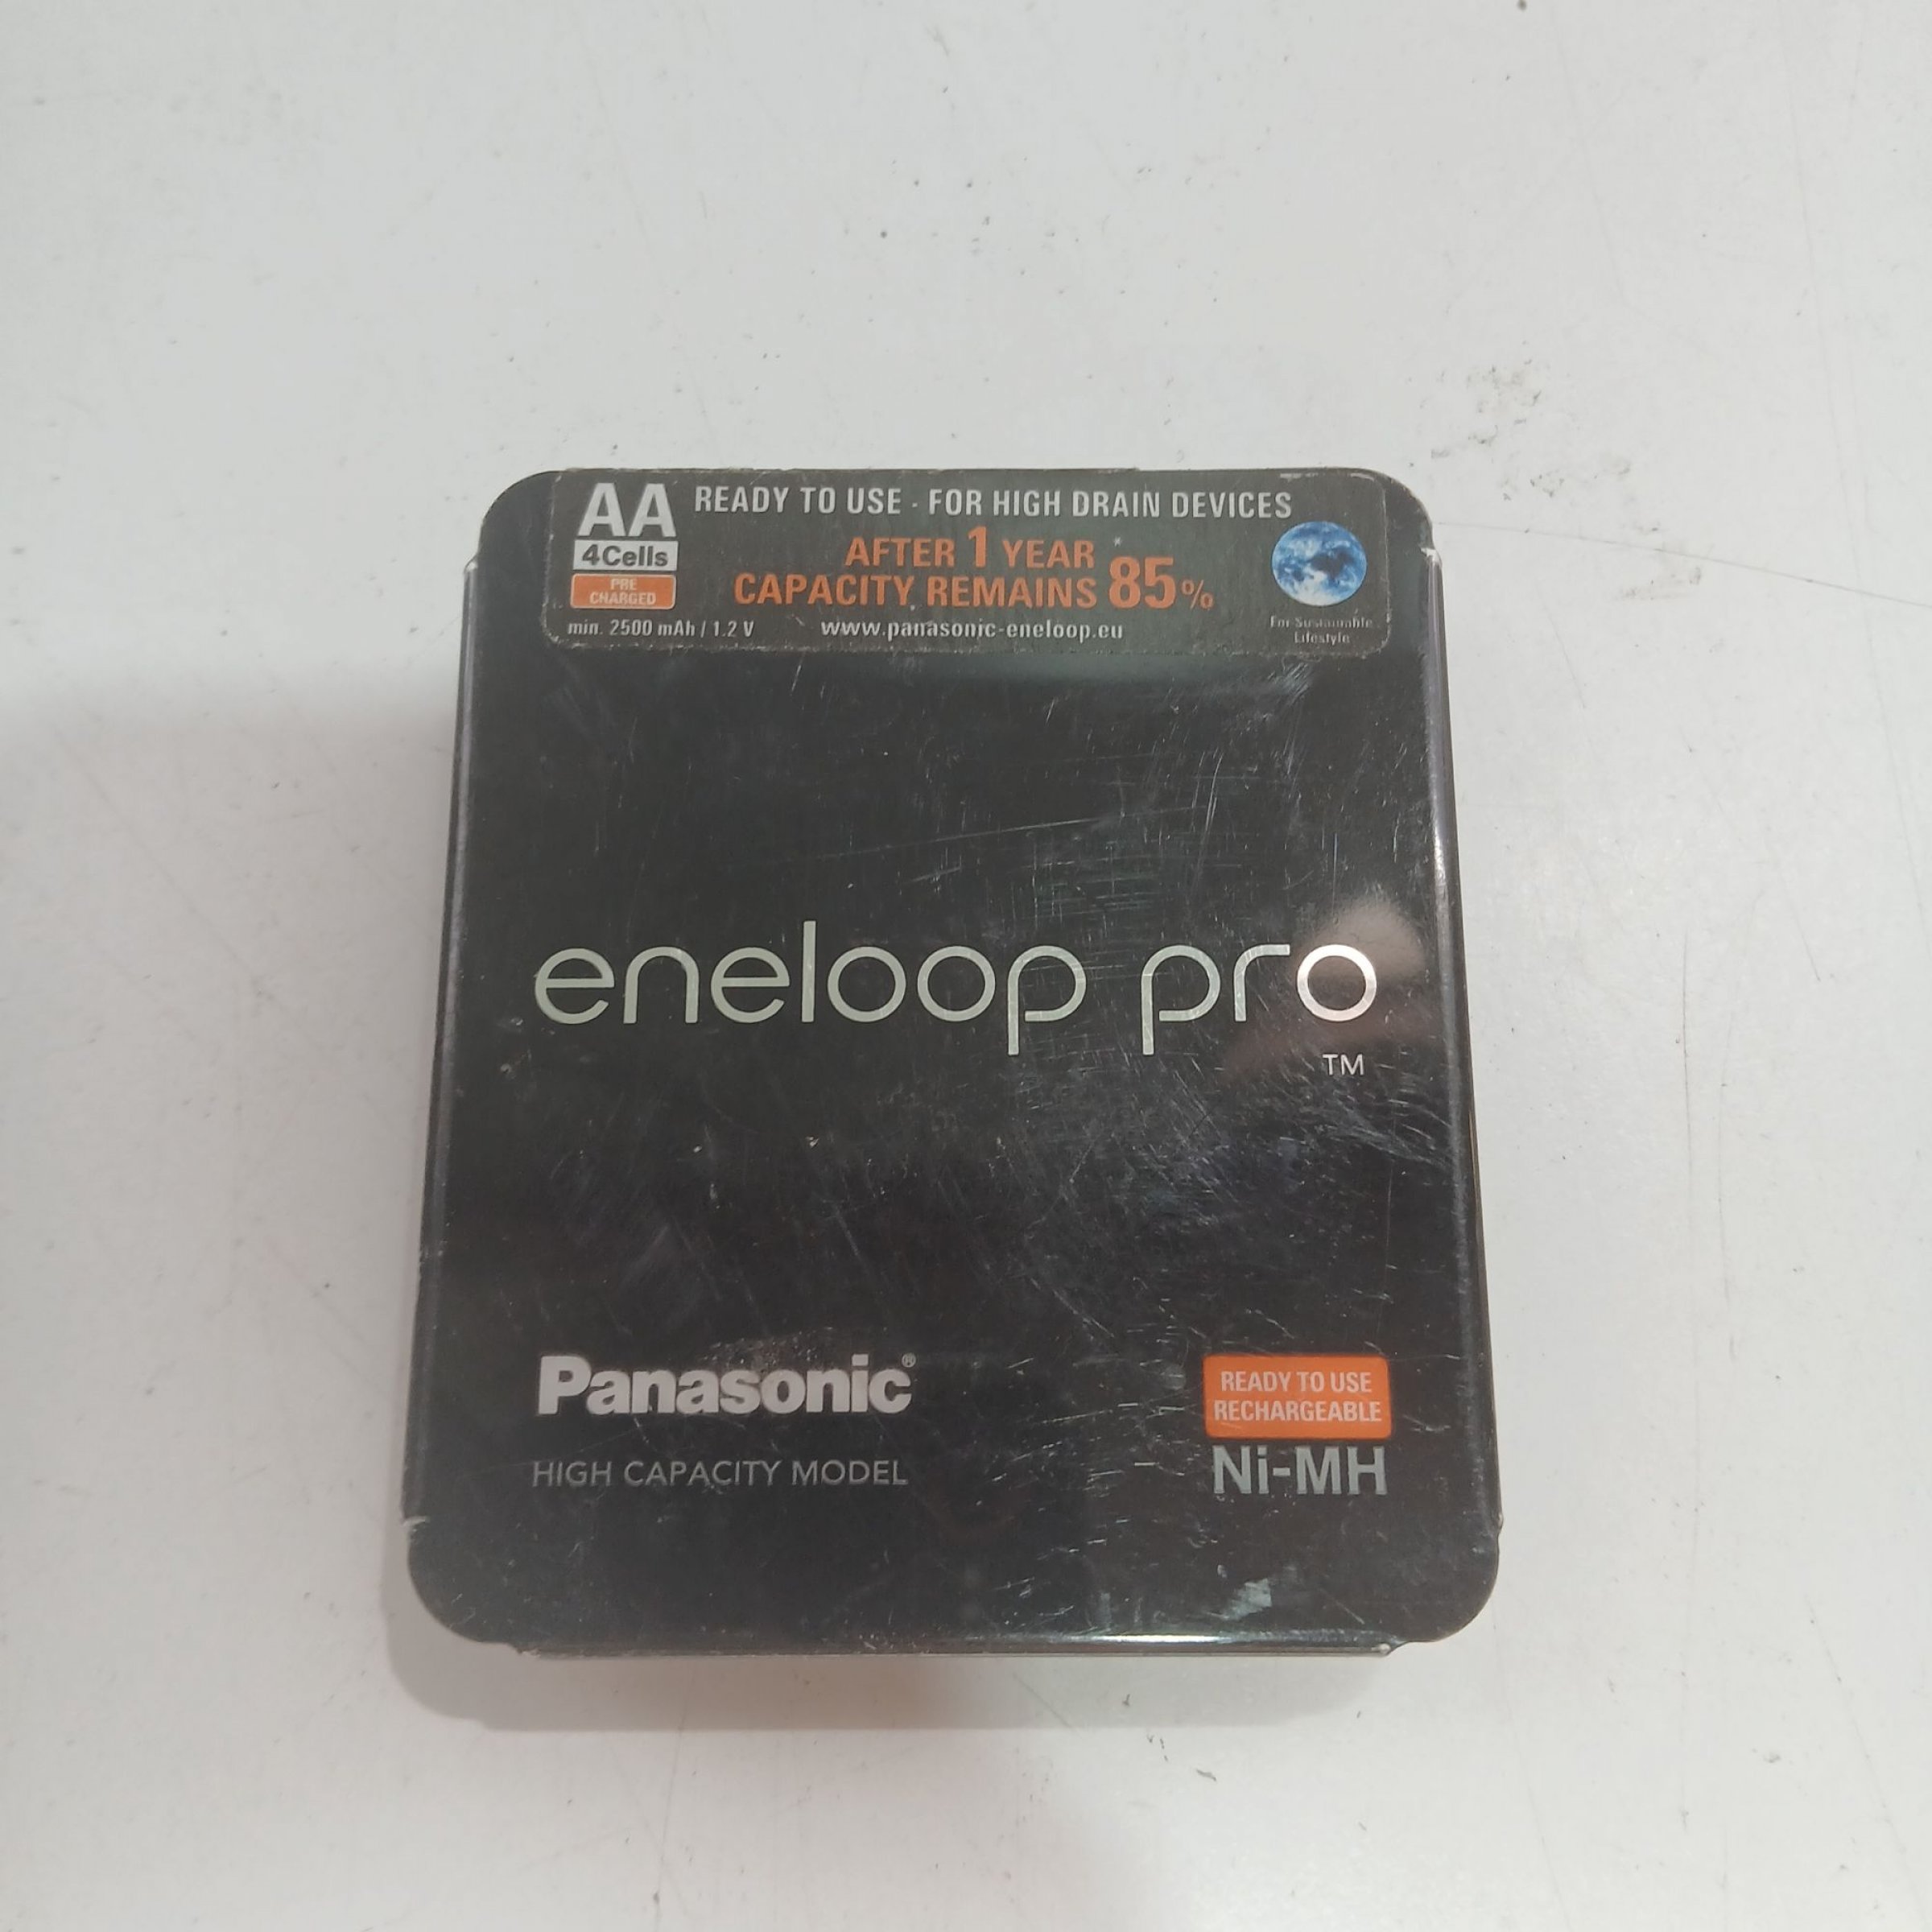 AA
4Cells
PRE
CHARGED
min. 2500 mAh / 1.2 V
READY TO USE · FOR HIGH DRAIN DEVICES
AFTER 1 YEAR
CAPACITY REMAINS 85%
www.panasonic-eneloop.eu
For Sustainable
Lifestyle
eneloop pro
TM
Panasonic®
HIGH CAPACITY MODEL
READY TO USE
RECHARGEABLE
Ni-MH